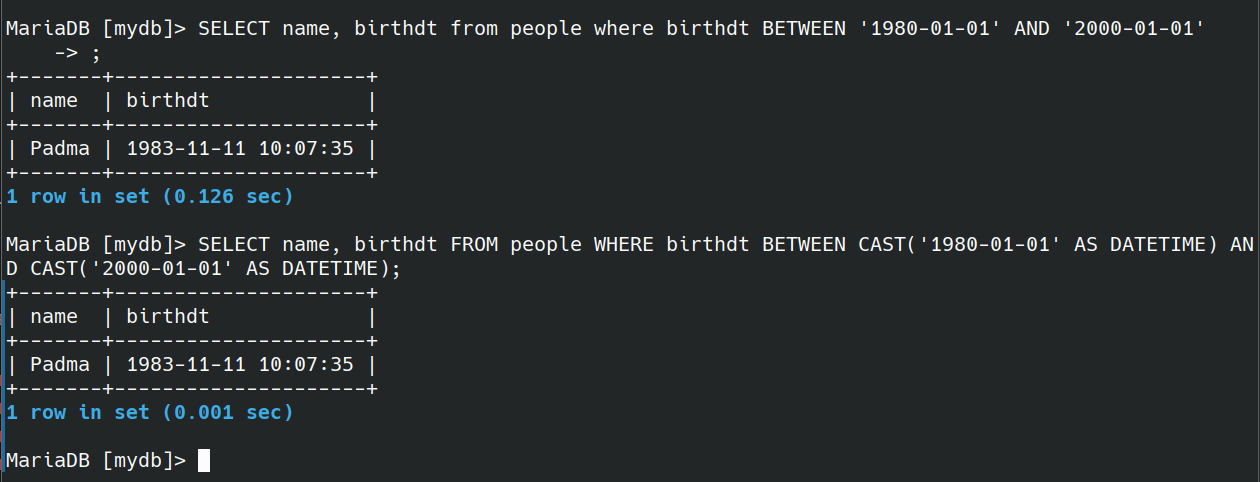 MariaDB [mydb]> SELECT name, birthdt from people where birthdt BETWEEN '1980-01-01' AND '2000-01-01'
    -> ;
+-------+---------------------+
| name  | birthdt             |
+-------+---------------------+
| Padma | 1983-11-11 10:07:35 |
+-------+---------------------+
1 row in set (0.126 sec)

MariaDB [mydb]> SELECT name, birthdt FROM people WHERE birthdt BETWEEN CAST('1980-01-01' AS DATETIME) AN
D CAST('2000-01-01' AS DATETIME);
+-------+---------------------+
| name  | birthdt             |
+-------+---------------------+
| Padma | 1983-11-11 10:07:35 |
+-------+---------------------+
1 row in set (0.001 sec)

MariaDB [mydb]>